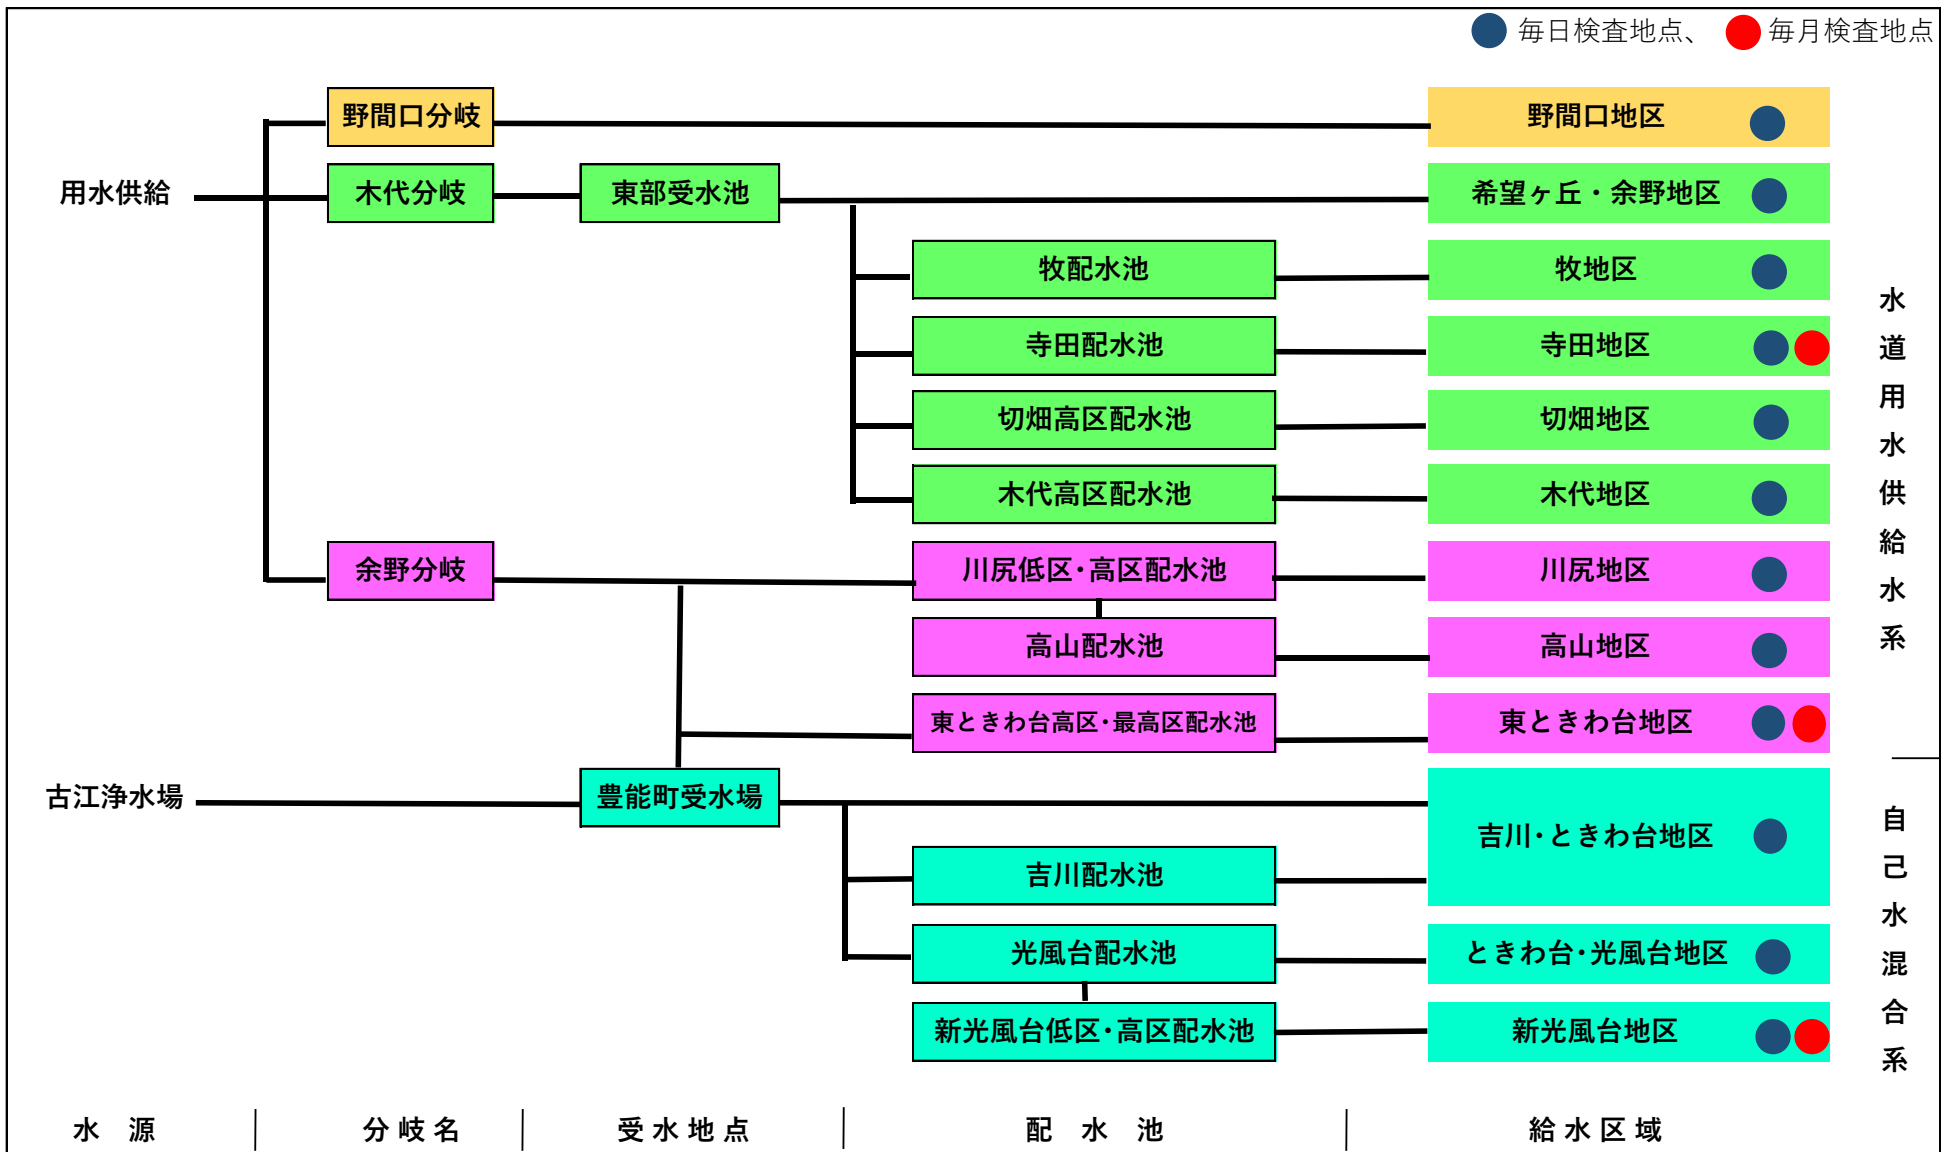 毎日検査地点、 毎月検査地点
野間口分岐 野間口地区
用水供給 木代分岐 東部受水池 希望ヶ丘・余野地区
牧配水池 牧地区
寺田配水池 寺田地区
切畑高区配水池 切畑地区
木代高区配水池 木代地区
余野分岐 川尻低区・高区配水池 川尻地区
高山配水池 高山地区
東ときわ台高区・最高区配水池 東ときわ台地区
水道用水供給水系
古江浄水場 豊能町受水場
吉川・ときわ台地区
吉川配水池
光風台配水池 ときわ台・光風台地区
新光風台低区・高区配水池 新光風台地区
自己水混合系
水 源 分岐名 受水地点 配 水 池 給水区域